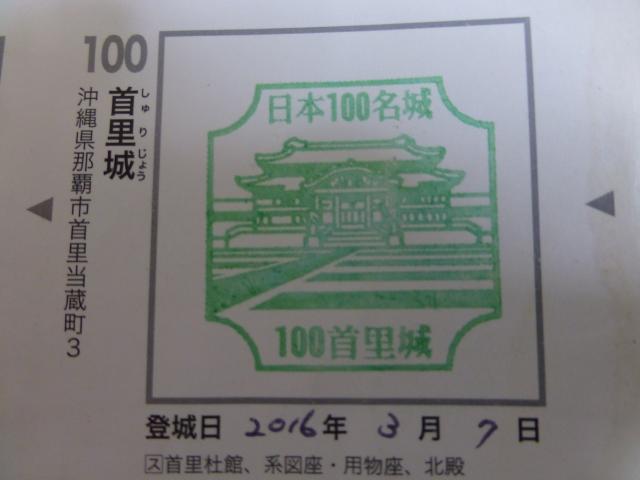 100
首里城
しゅりじょう
沖縄県那覇市首里当蔵町3
日本100名城
100首里城
登城日 2016年 3月 7日
ス首里杜館、系図座・用物座、北殿